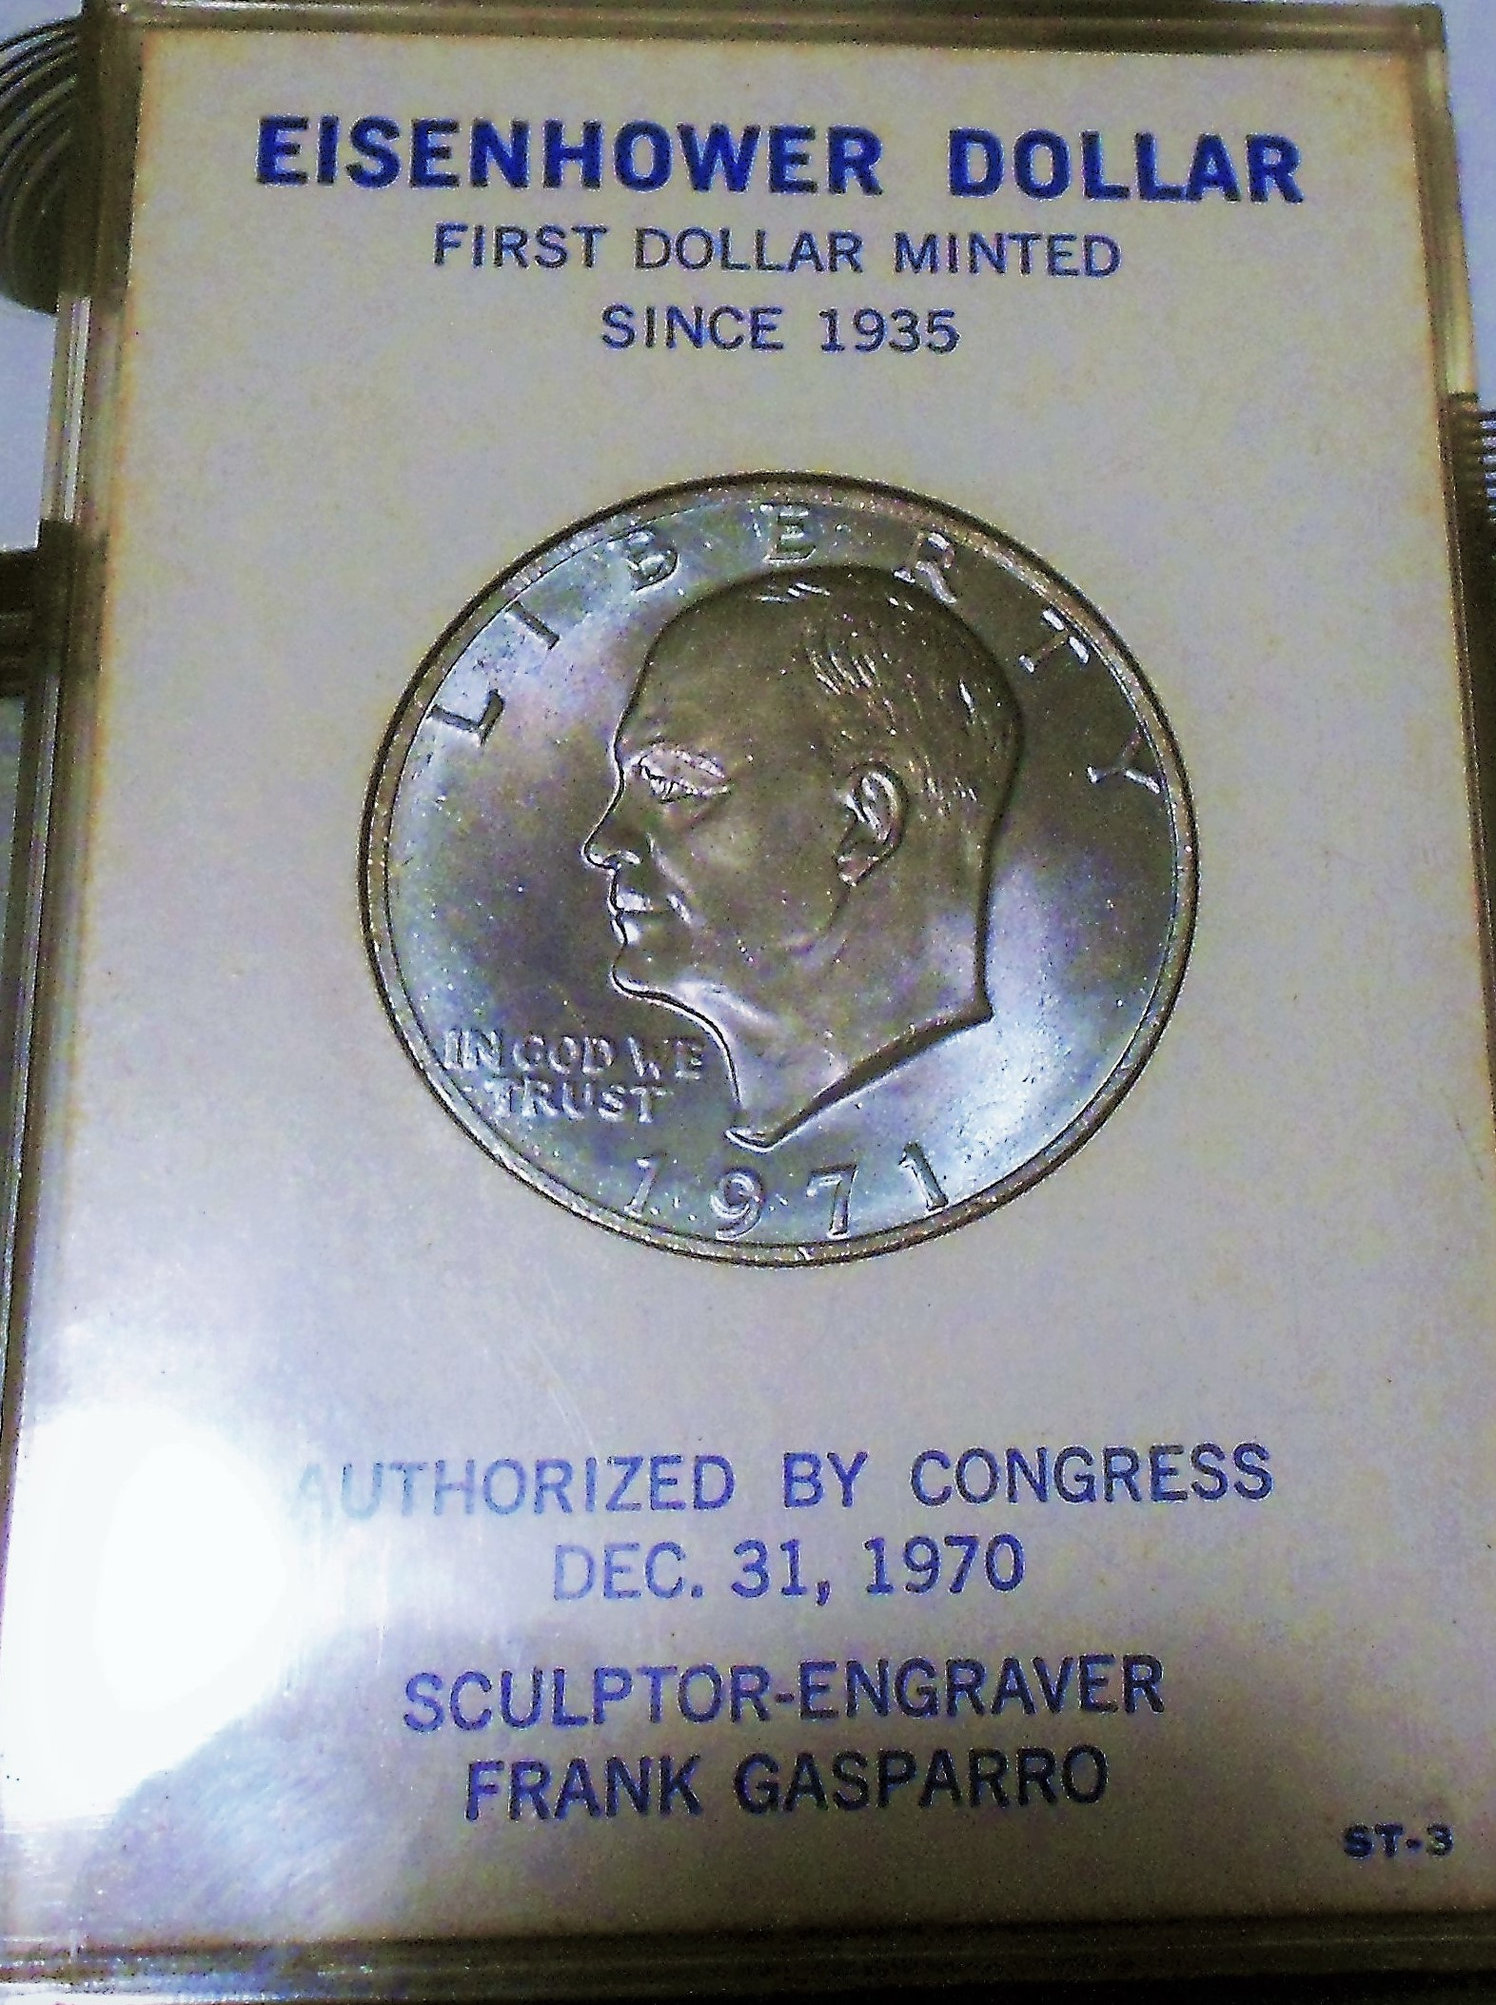 EISENHOWER DOLLAR
FIRST DOLLAR MINTED
SINCE 1935
LIBERTY
IN GOD WE
TRUST
1971
AUTHORIZED BY CONGRESS
DEC. 31, 1970
SCULPTOR-ENGRAVER
FRANK GASPARRO
ST-3